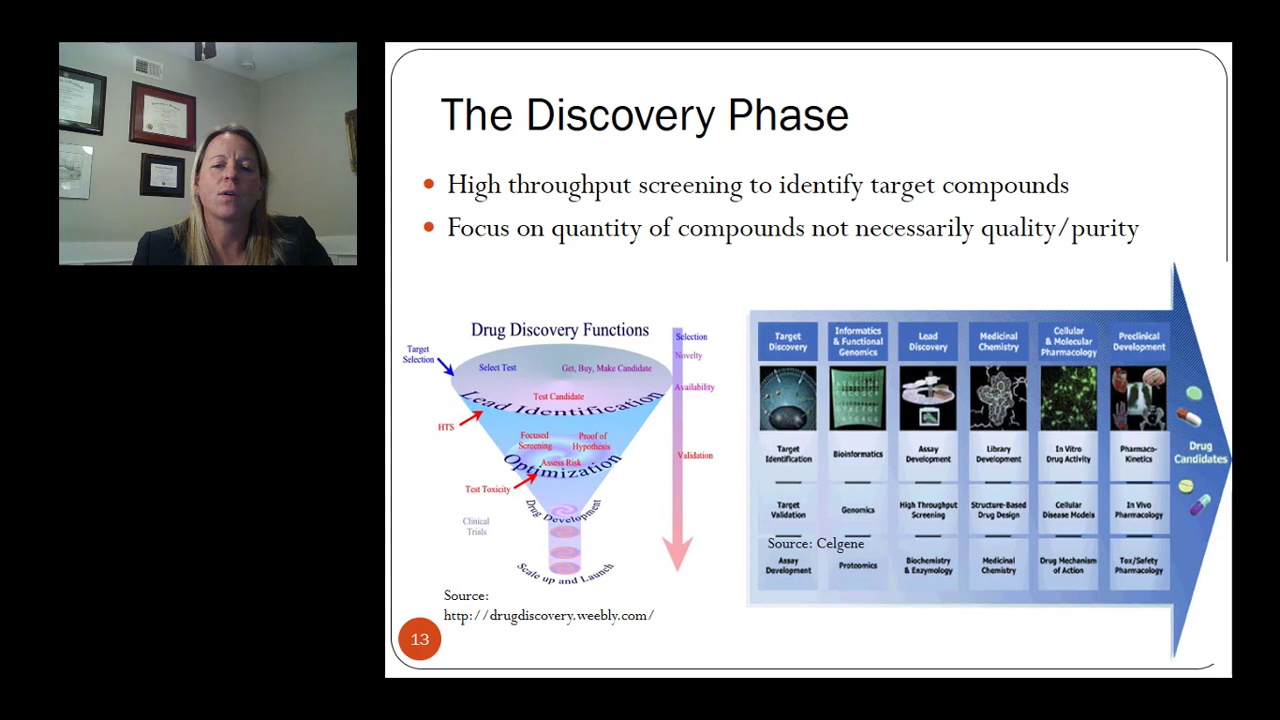 The Discovery Phase
High throughput screening to identify target compounds
Focus on quantity of compounds not necessarily quality/purity
Drug Discovery Functions
Target
Selection
Select Test
Get, Buy, Make Candidate
Test Candidate
Lead Identification
HTS
Focused
Screening
Proof of
Hypothesis
Assess Risk
Optimization
Test Toxicity
Drug Development
Clinical
Trials
Scale up and Launch
Selection
Novelty
Availability
Validation
Source:
http://drugdiscovery.weebly.com/
13
Target
Discovery
Informatics
& Functional
Genomics
Lead
Discovery
Medicinal
Chemistry
Cellular
& Molecular
Pharmacology
Preclinical
Development
Target
Identification
Bioinformatics
Assay
Development
Library
Development
In Vitro
Drug Activity
Pharmaco-
Kinetics
Target
Validation
Genomics
High Throughput
Screening
Structure-Based
Drug Design
Cellular
Disease Models
In Vivo
Pharmacology
Source: Celgene
Assay
Development
Proteomics
Biochemistry
& Enzymology
Medicinal
Chemistry
Drug Mechanism
of Action
Tox/Safety
Pharmacology
Drug
Candidates